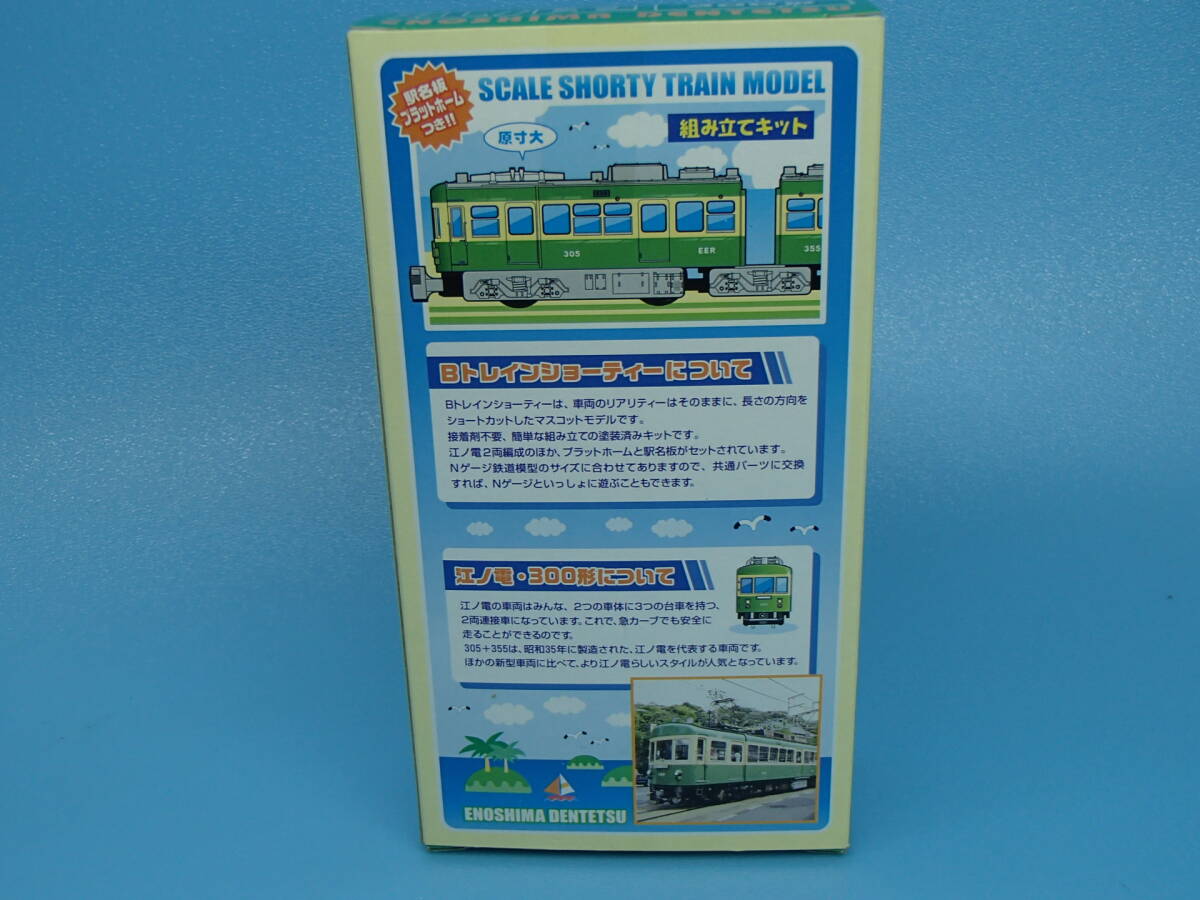 駅名板
プラットホーム
つき!!
SCALE SHORTY TRAIN MODEL
組み立てキット
原寸大
305
EER
355
Bトレインショーティーについて
Bトレインショーティーは、車両のリアリティーはそのままに、長さの方向を
ショートカットしたマスコットモデルです。
接着剤不要、簡単な組み立ての塗装済みキットです。
江ノ電2両編成のほか、プラットホームと駅名板がセットされています。
Nゲージ鉄道模型のサイズに合わせてありますので、共通パーツに交換
すれば、Nゲージといっしょに遊ぶこともできます。
江ノ電・300形について
江ノ電の車両はみんな、2つの車体に3つの台車を持つ、
2両連接車になっています。これで、急カーブでも安全に
走ることができるのです。
305+355は、昭和35年に製造された、江ノ電を代表する車両です。
ほかの新型車両に比べて、より江ノ電らしいスタイルが人気となっています。
ENOSHIMA DENTETSU